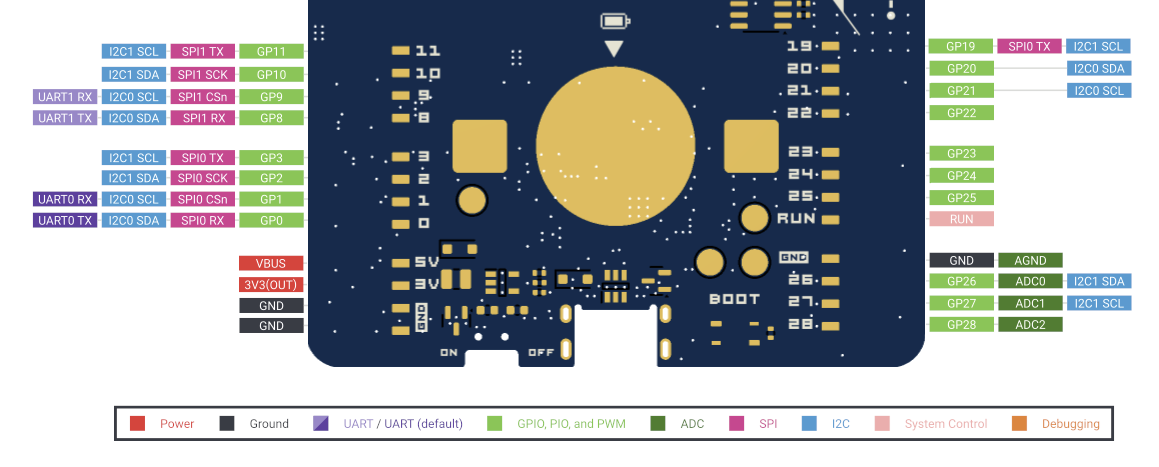 I2C1 SCL SPI1 TX GP11 11 19 GP19 SPI0 TX I2C1 SCL
I2C1 SDA SPI1 SCK GP10 10 20 GP20 I2C0 SDA
UART1 RX I2C0 SCL SPI1 CSn GP9 9 21 GP21 I2C0 SCL
UART1 TX I2C0 SDA SPI1 RX GP8 8 22 GP22
I2C1 SCL SPI0 TX GP3 3 23 GP23
I2C1 SDA SPI0 SCK GP2 2 24 GP24
UART0 RX I2C0 SCL SPI0 CSn GP1 1 25 GP25
UART0 TX I2C0 SDA SPI0 RX GP0 0 RUN RUN
VBUS 5V GND GND AGND
3V3(OUT) 3V 26 GP26 ADC0 I2C1 SDA
GND GND BOOT 27 GP27 ADC1 I2C1 SCL
GND 28 GP28 ADC2
ON OFF
Power Ground UART / UART (default) GPIO, PIO, and PWM ADC SPI I2C System Control Debugging